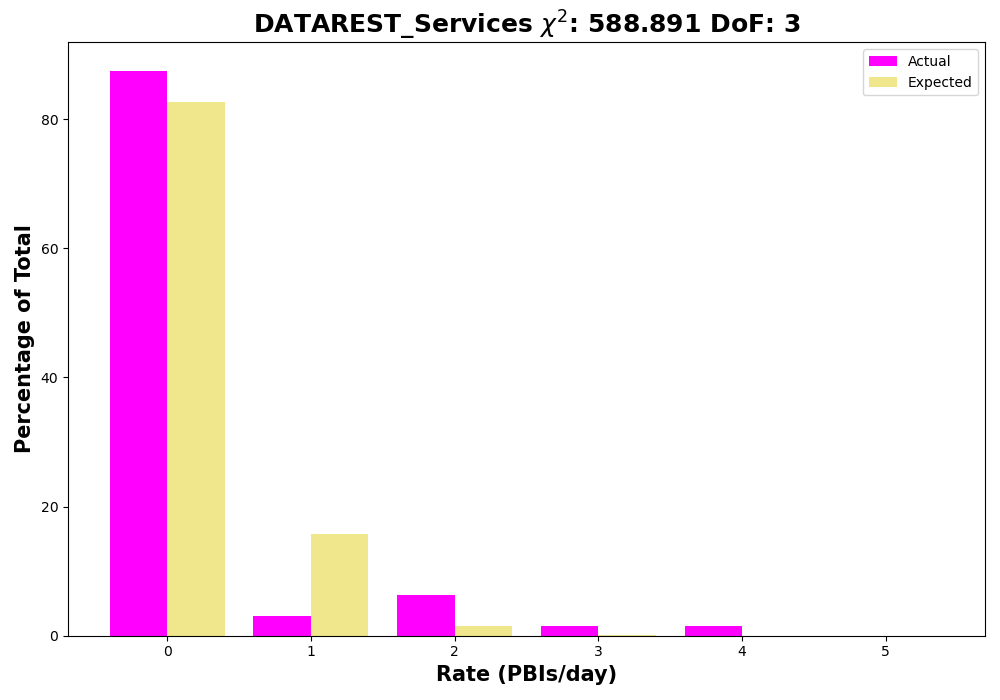 DATAREST_Services χ²: 588.891 DoF: 3
Actual
Expected
Percentage of Total
80
60
40
20
0
0 1 2 3 4 5
Rate (PBIs/day)